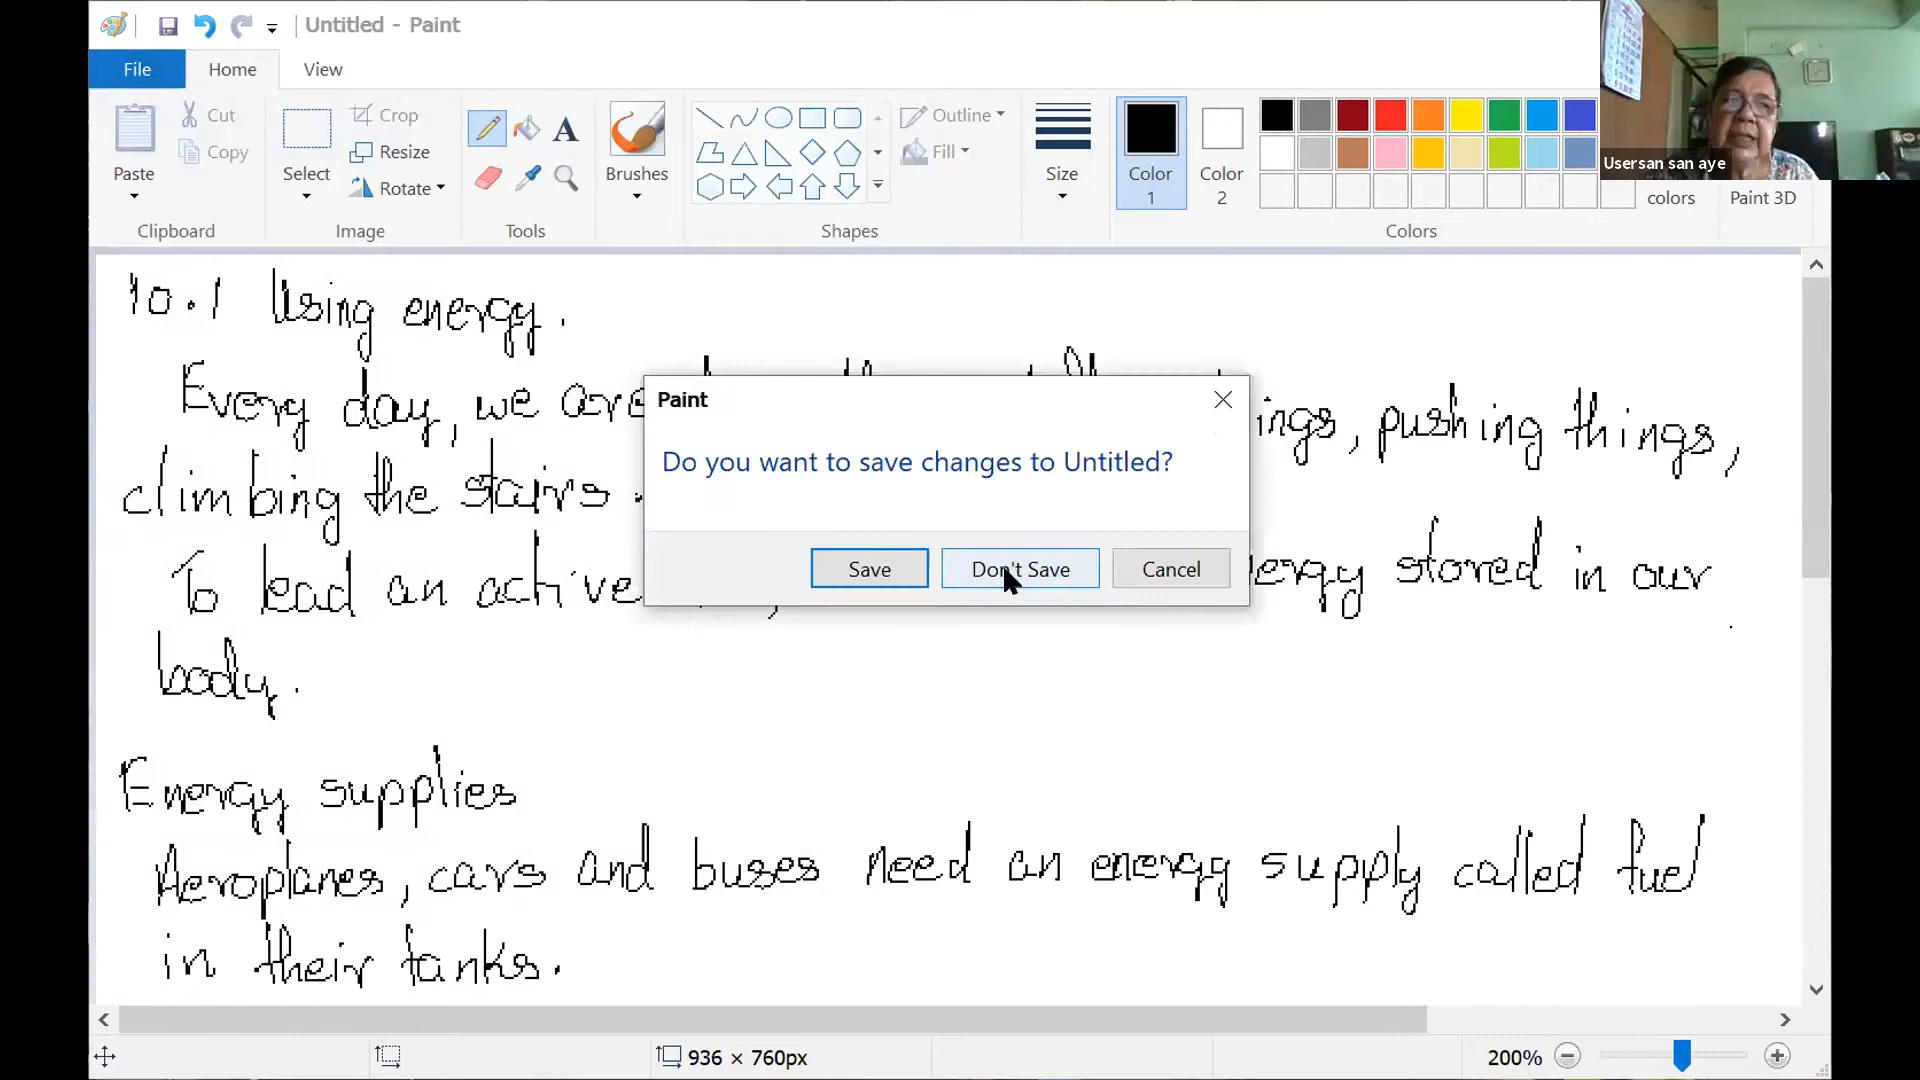 Untitled - Paint
File Home View
Paste Cut Copy Clipboard
Select Crop Resize Rotate Image
A Tools
Brushes
Outline Fill Shapes
Size
Color 1 Color 2
colors Colors
Paint 3D
Usersan san aye
10.1 Using energy.
Every day, we are ings, pushing things,
climbing the stairs.
To lead an active ergy stored in our
body.
Paint
Do you want to save changes to Untitled?
Save Don't Save Cancel
Energy supplies
Aeroplanes, cars and buses need an energy supply called fuel
in their tanks.
936 × 760px 200%